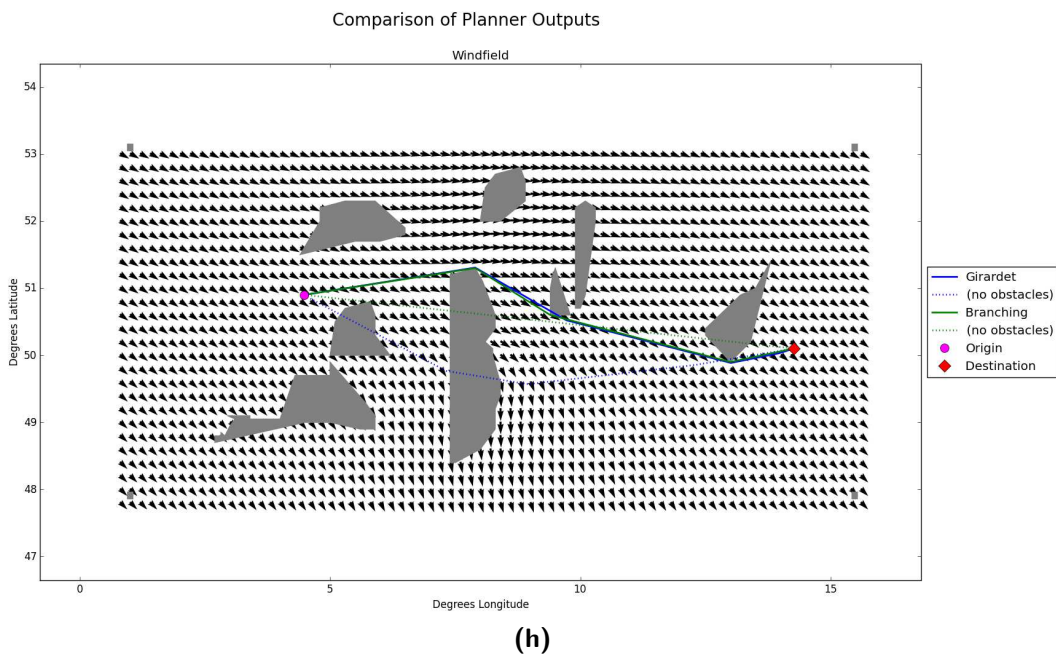 Comparison of Planner Outputs
Windfield
54
53
52
51
50
49
48
47
Degrees Latitude
0 5 10 15
Degrees Longitude
Girardet
(no obstacles)
Branching
(no obstacles)
Origin
Destination
(h)